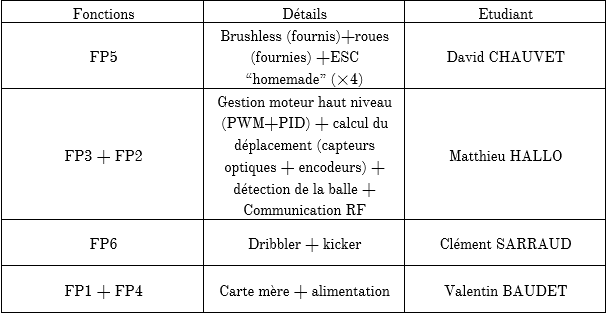 Fonctions Détails Etudiant
FP5
Brushless (fournis)+roues
(fournies) +ESC
“homemade” (×4)
David CHAUVET
FP3 + FP2
Gestion moteur haut niveau
(PWM+PID) + calcul du
déplacement (capteurs
optiques + encodeurs) +
détection de la balle +
Communication RF
Matthieu HALLO
FP6 Dribbler + kicker Clément SARRAUD
FP1 + FP4 Carte mère + alimentation Valentin BAUDET